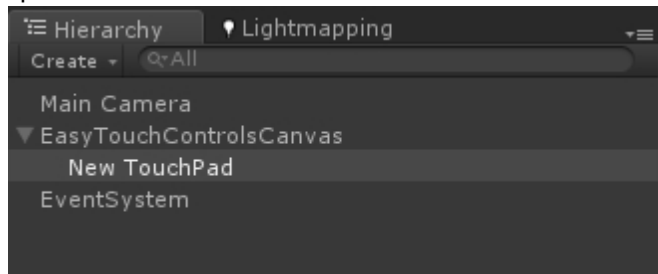 Hierarchy Lightmapping
Create All
Main Camera
EasyTouchControlsCanvas
New TouchPad
EventSystem